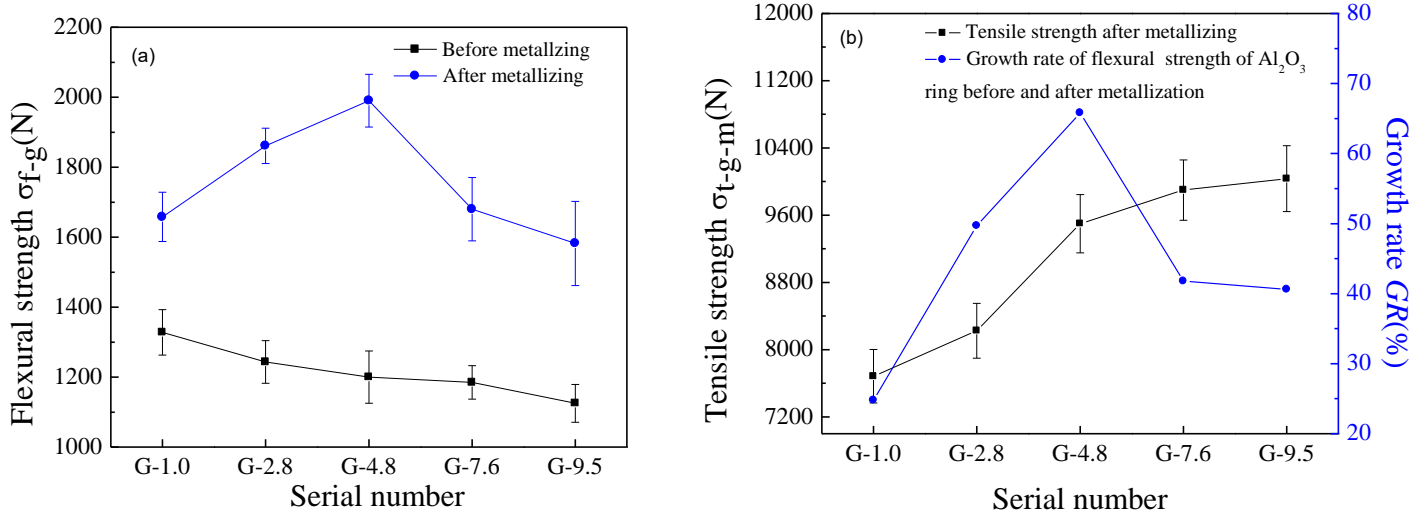 2200
2000
1800
1600
1400
1200
1000
Flexural strength σf-g(N)
(a)
Before metallzing
After metallizing
G-1.0 G-2.8 G-4.8 G-7.6 G-9.5
Serial number
12000
11200
10400
9600
8800
8000
7200
Tensile strength σt-g-m(N)
(b)
Tensile strength after metallizing
Growth rate of flexural strength of Al2O3
ring before and after metallization
80
70
60
50
40
30
20
Growth rate GR(%)
G-1.0 G-2.8 G-4.8 G-7.6 G-9.5
Serial number